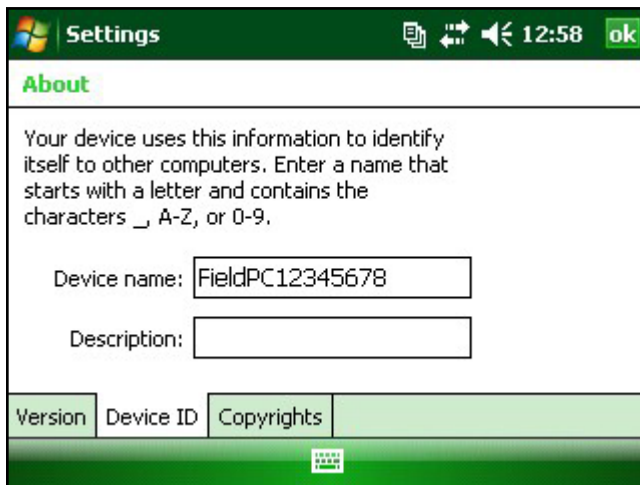 Settings 12:58 ok
About
Your device uses this information to identify
itself to other computers. Enter a name that
starts with a letter and contains the
characters _, A-Z, or 0-9.
Device name: FieldPC12345678
Description:
Version Device ID Copyrights